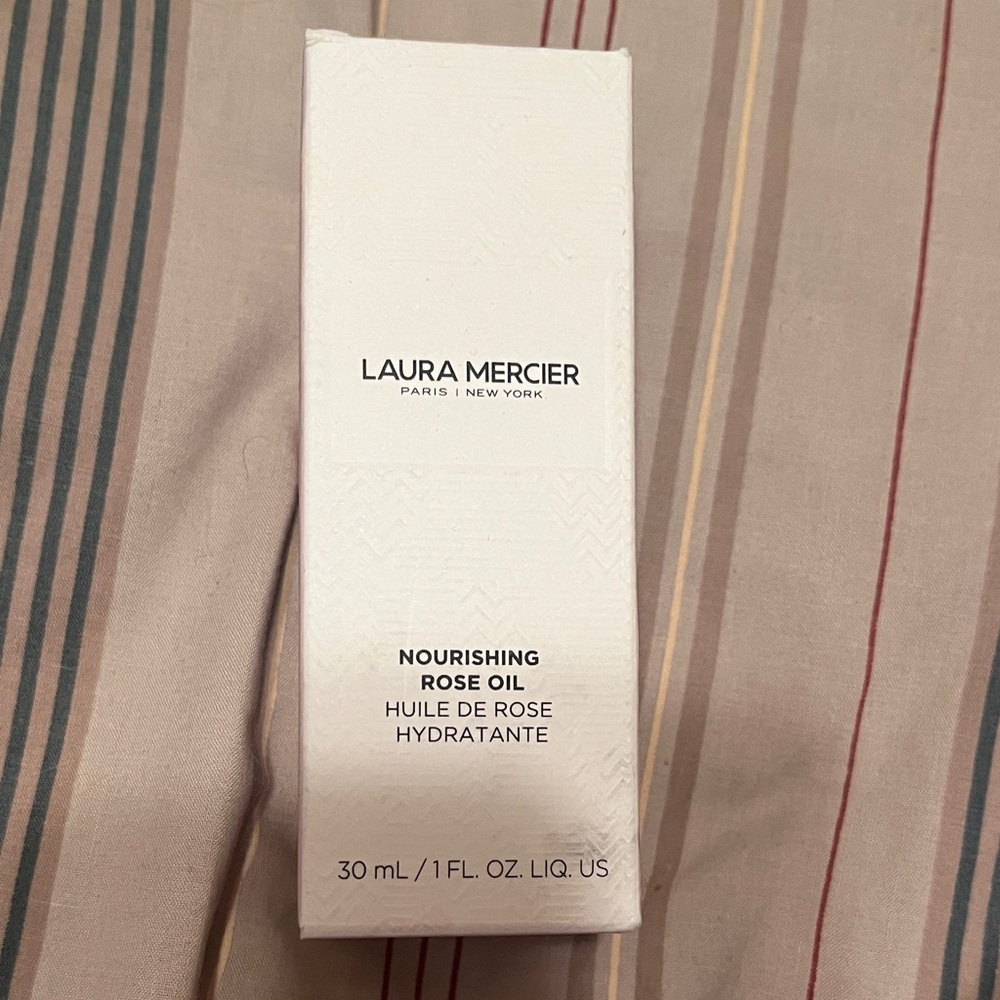 LAURA MERCIER
PARIS | NEW YORK
NOURISHING
ROSE OIL
HUILE DE ROSE
HYDRATANTE
30 mL / 1 FL. OZ. LIQ. US